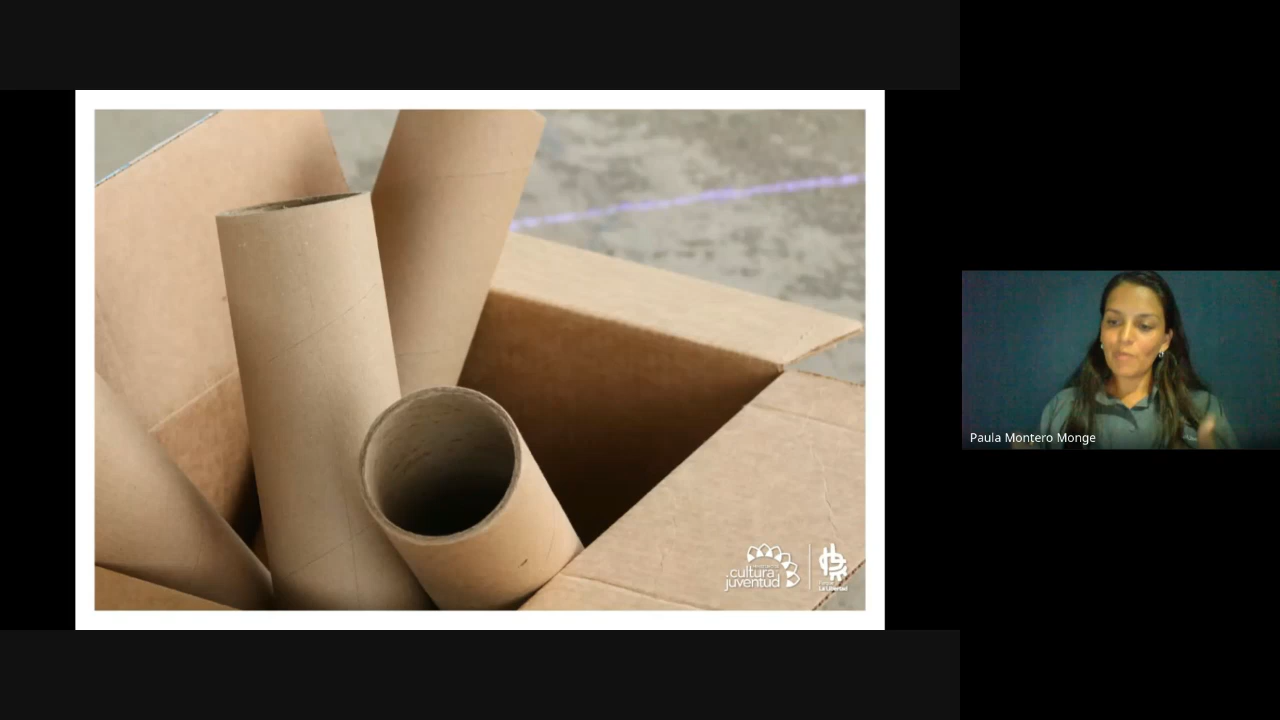 cultura
juventud
La Libertad
Paula Montero Monge